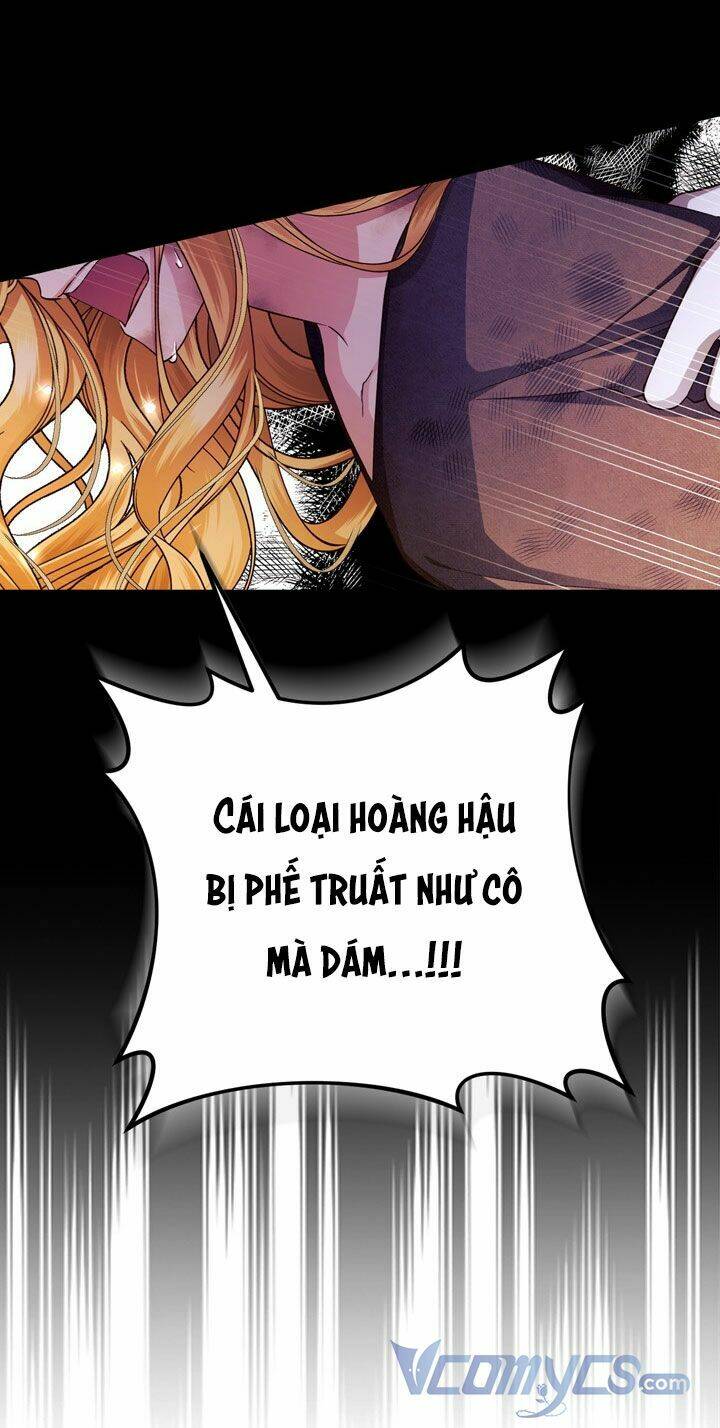 CÁI LOẠI HOÀNG HẬU
BỊ PHẾ TRUẤT NHƯ CÔ
MÀ DÁM...!!!
VCOMYCS.com